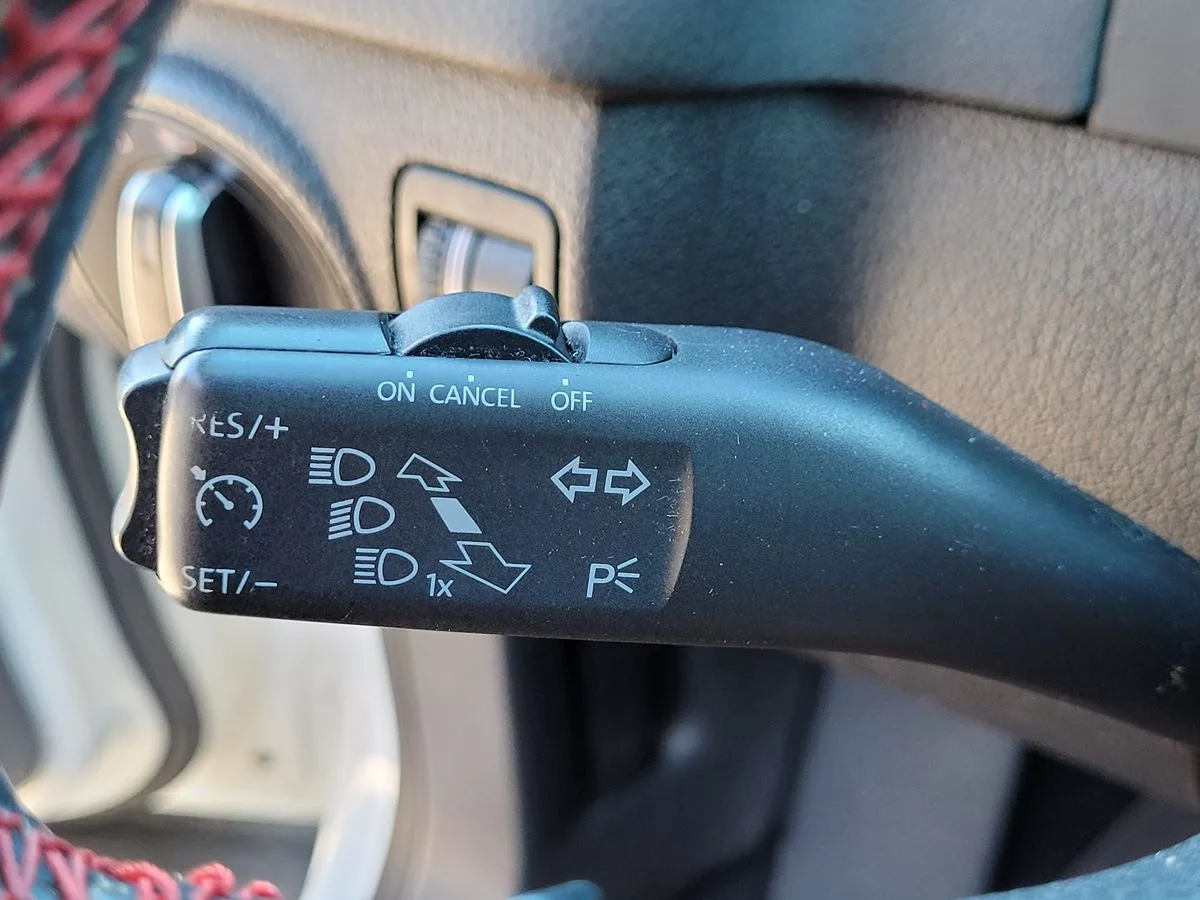 ON CANCEL OFF
RES/+
SET/−
1x
P